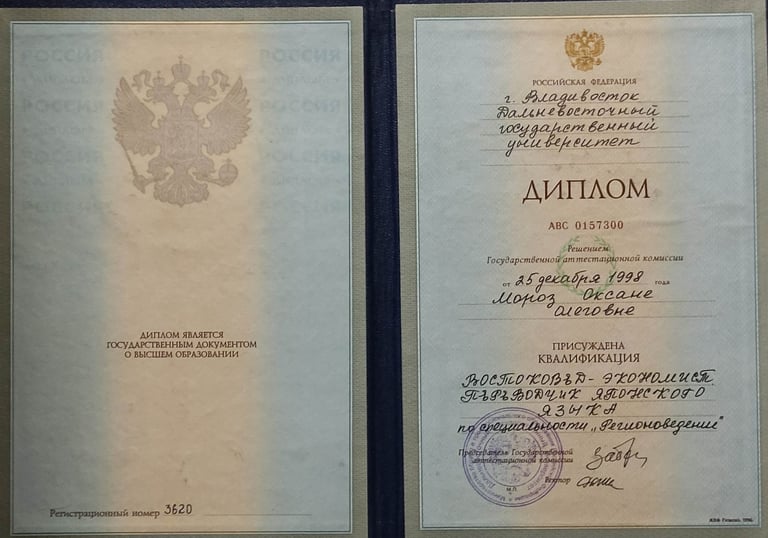 ДИПЛОМ ЯВЛЯЕТСЯ
ГОСУДАРСТВЕННЫМ ДОКУМЕНТОМ
О ВЫСШЕМ ОБРАЗОВАНИИ
Регистрационный номер 3620
РОССИЙСКАЯ ФЕДЕРАЦИЯ
г. Владивосток
Дальневосточный
государственный
университет
ДИПЛОМ
АВС 0157300
Решением
Государственной аттестационной комиссии
от 25 декабря 1998 года
Мороз Оксане
Олеговне
ПРИСУЖДЕНА
КВАЛИФИКАЦИЯ
ВОСТОКОВЕД - ЭКОНОМИСТ.
ПЕРЕВОДЧИК ЯПОНСКОГО
ЯЗЫКА
по специальности „Регионоведение"
Председатель Государственной
аттестационной комиссии
Ректор
М.П.